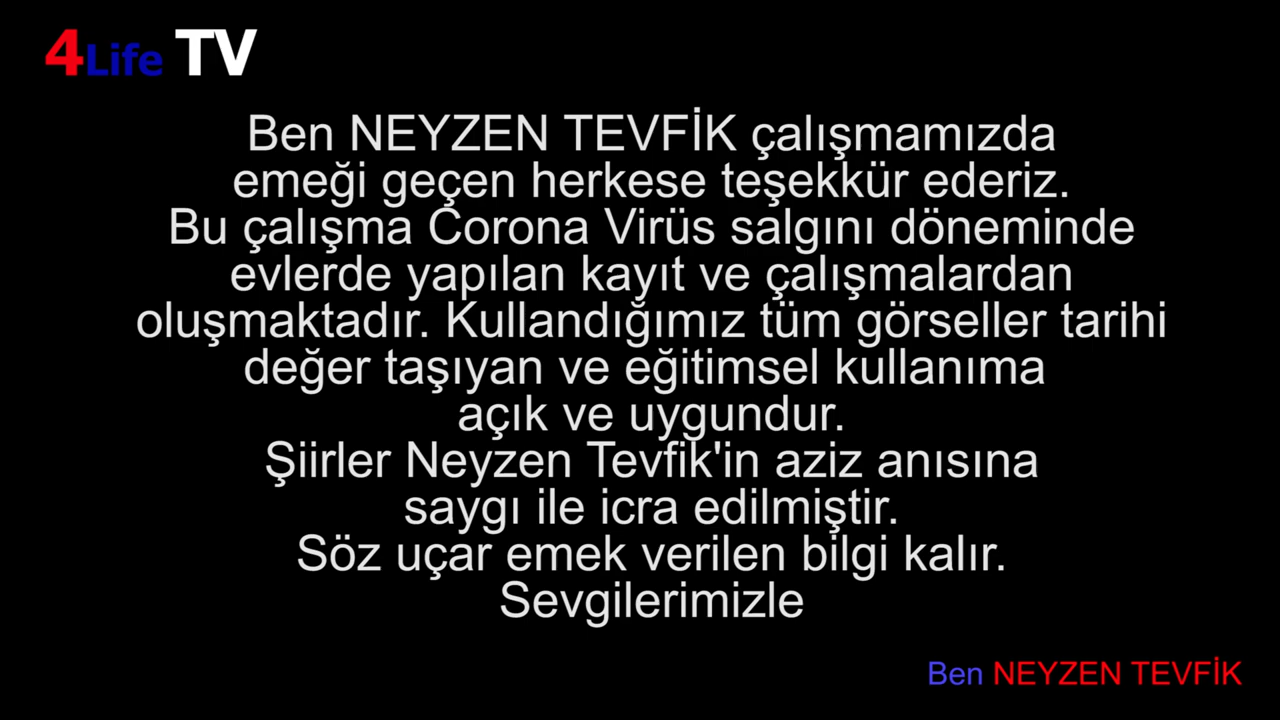 4Life TV
Ben NEYZEN TEVFİK çalışmamızda
emeği geçen herkese teşekkür ederiz.
Bu çalışma Corona Virüs salgını döneminde
evlerde yapılan kayıt ve çalışmalardan
oluşmaktadır. Kullandığımız tüm görseller tarihi
değer taşıyan ve eğitimsel kullanıma
açık ve uygundur.
Şiirler Neyzen Tevfik'in aziz anısına
saygı ile icra edilmiştir.
Söz uçar emek verilen bilgi kalır.
Sevgilerimizle
Ben NEYZEN TEVFİK